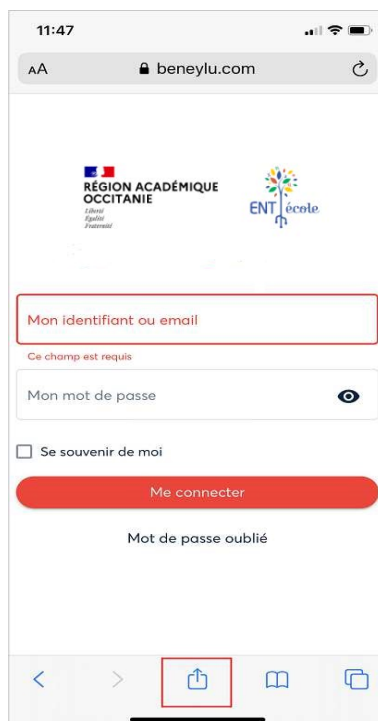 11:47
AA
beneylu.com
RÉGION ACADÉMIQUE
OCCITANIE
Liberté
Égalité
Fraternité
ENT école
Mon identifiant ou email
Ce champ est requis
Mon mot de passe
Se souvenir de moi
Me connecter
Mot de passe oublié